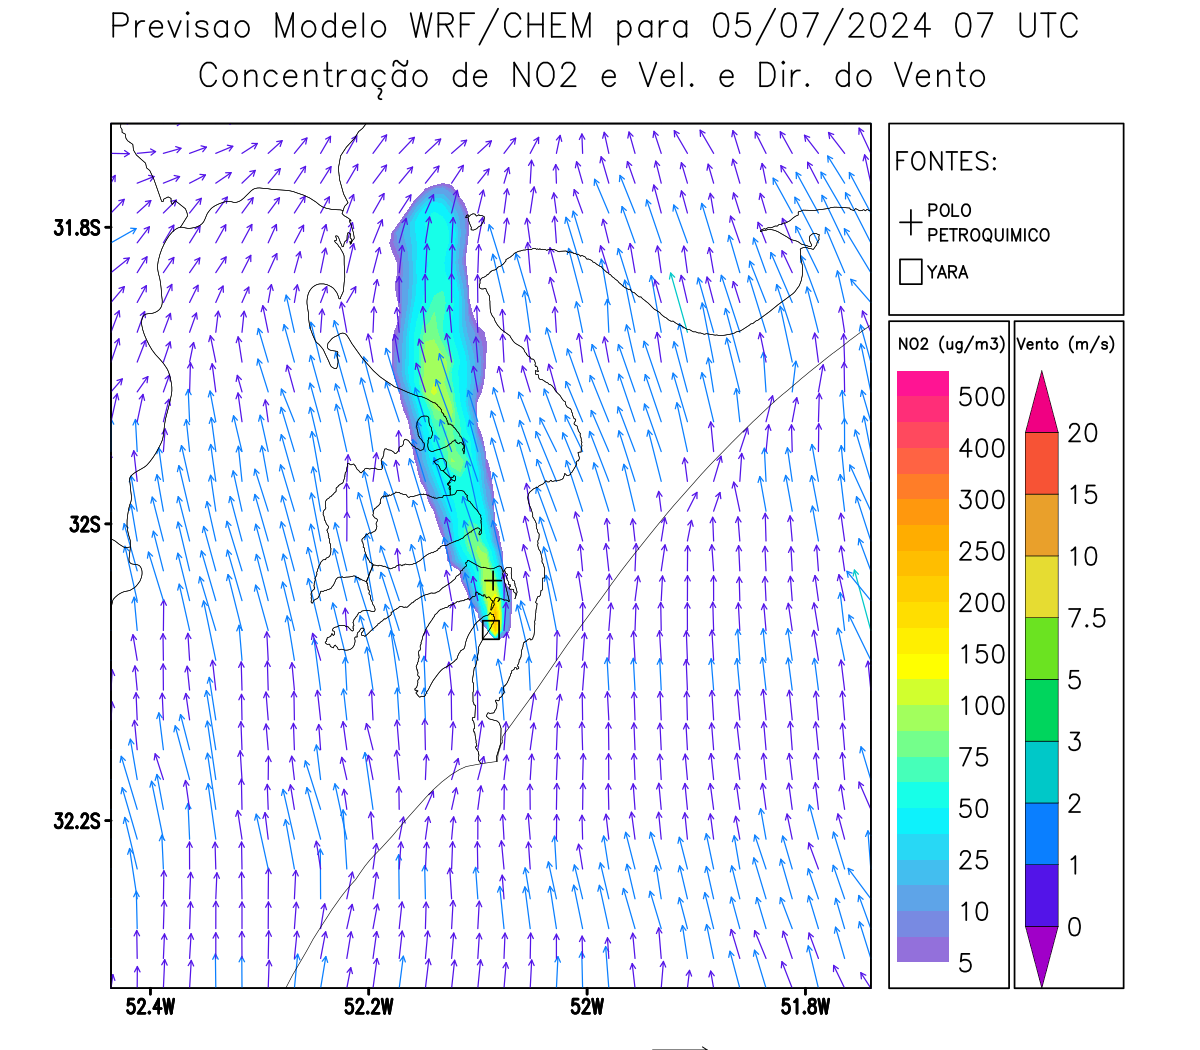 Previsao Modelo WRF/CHEM para 05/07/2024 07 UTC
Concentração de NO2 e Vel. e Dir. do Vento
FONTES:
POLO
PETROQUIMICO
YARA
NO2 (ug/m3)
500
400
300
250
200
150
100
75
50
25
10
5
Vento (m/s)
20
15
10
7.5
5
3
2
1
0
31.8S
32S
32.2S
52.4W 52.2W 52W 51.8W